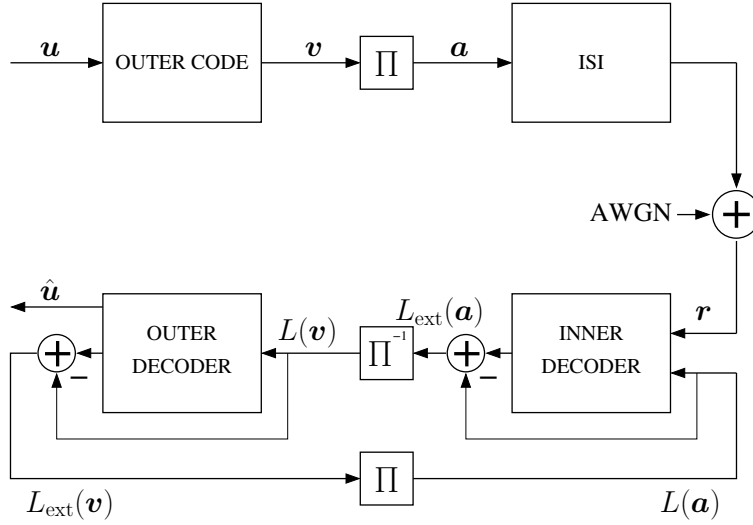 u OUTER CODE v ∏ a ISI
AWGN +
û OUTER DECODER L(v) ∏⁻¹ L_ext(a) INNER DECODER r
+ − + −
L_ext(v) ∏ L(a)